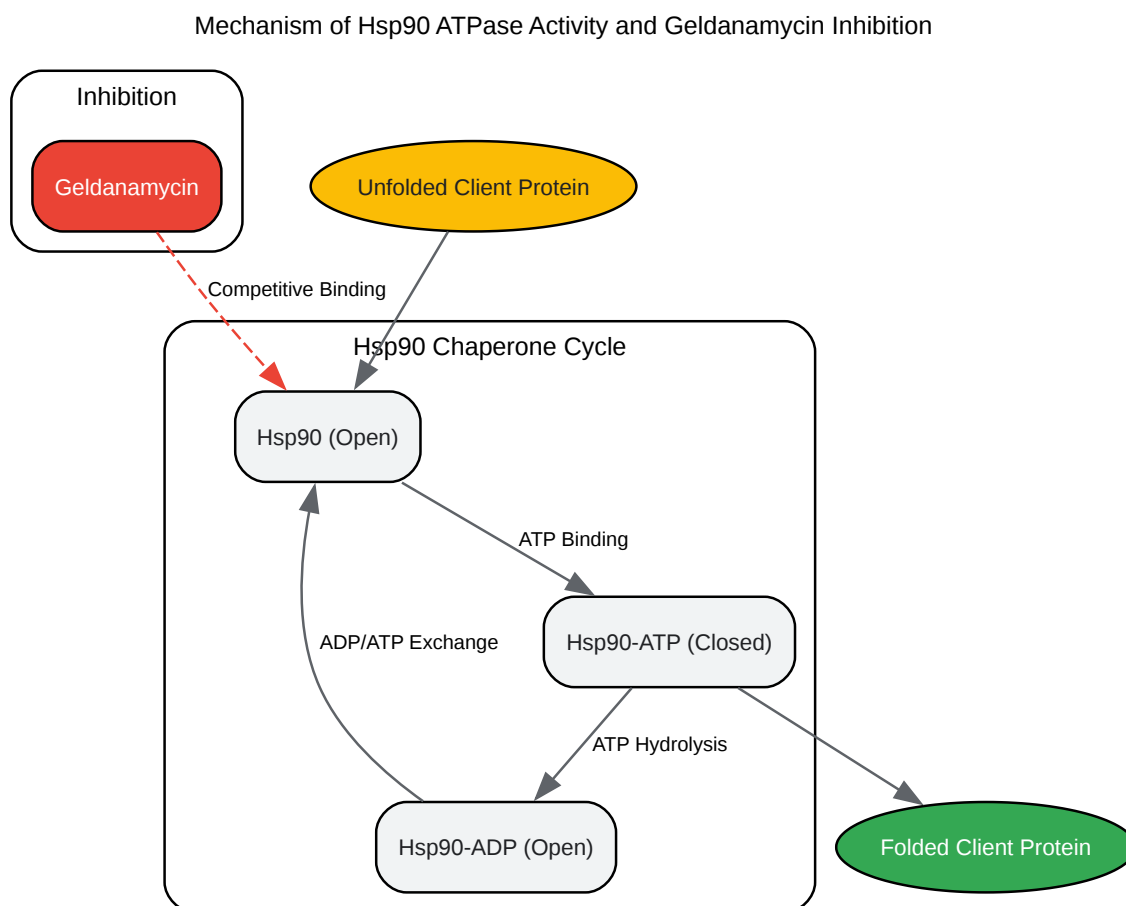 Mechanism of Hsp90 ATPase Activity and Geldanamycin Inhibition
Inhibition
Geldanamycin
Unfolded Client Protein
Competitive Binding
Hsp90 Chaperone Cycle
Hsp90 (Open)
ATP Binding
ADP/ATP Exchange
Hsp90-ATP (Closed)
ATP Hydrolysis
Hsp90-ADP (Open)
Folded Client Protein